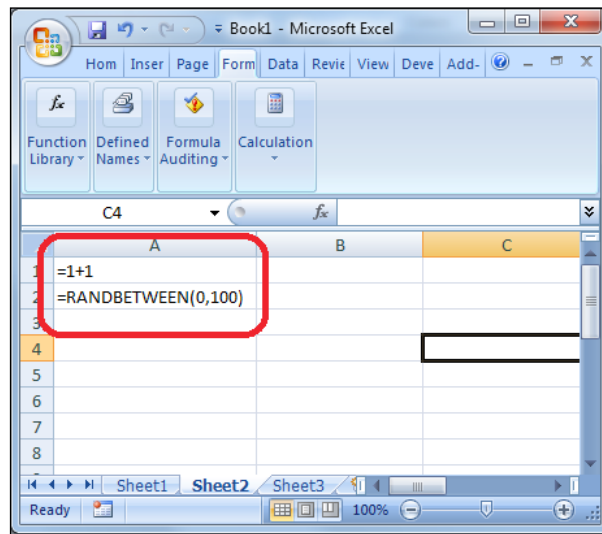 Book1 - Microsoft Excel
Hom Inser Page Form Data Revie View Deve Add-
fx
Function Library
Defined Names
Formula Auditing
Calculation
C4 fx
A B C
1 =1+1
2 =RANDBETWEEN(0,100)
3
4
5
6
7
8
Sheet1 Sheet2 Sheet3
Ready 100%